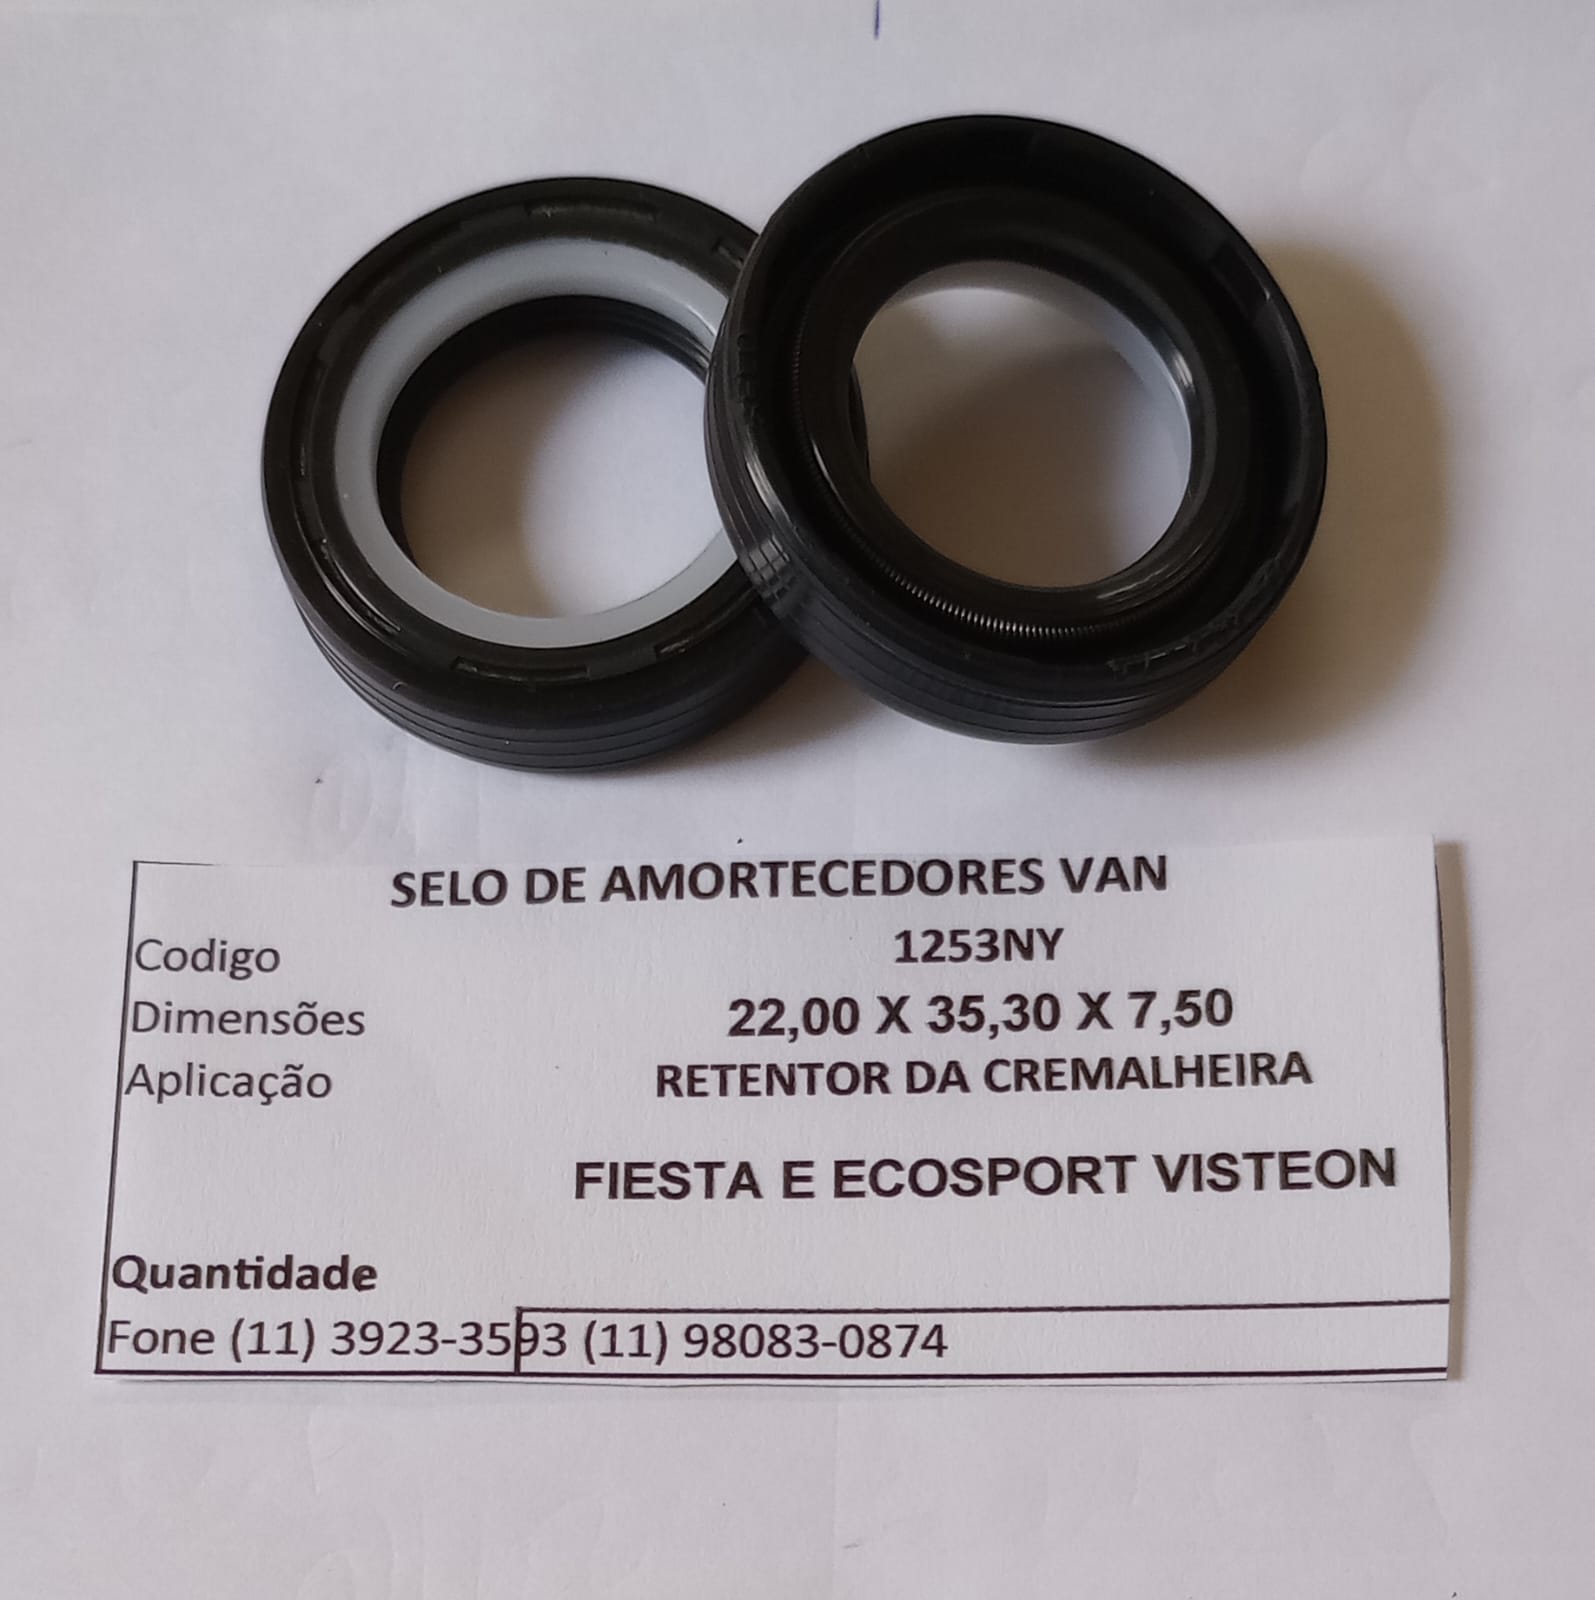 SELO DE AMORTECEDORES VAN
Codigo 1253NY
Dimensões 22,00 X 35,30 X 7,50
Aplicação RETENTOR DA CREMALHEIRA
FIESTA E ECOSPORT VISTEON
Quantidade
Fone (11) 3923-3593 (11) 98083-0874